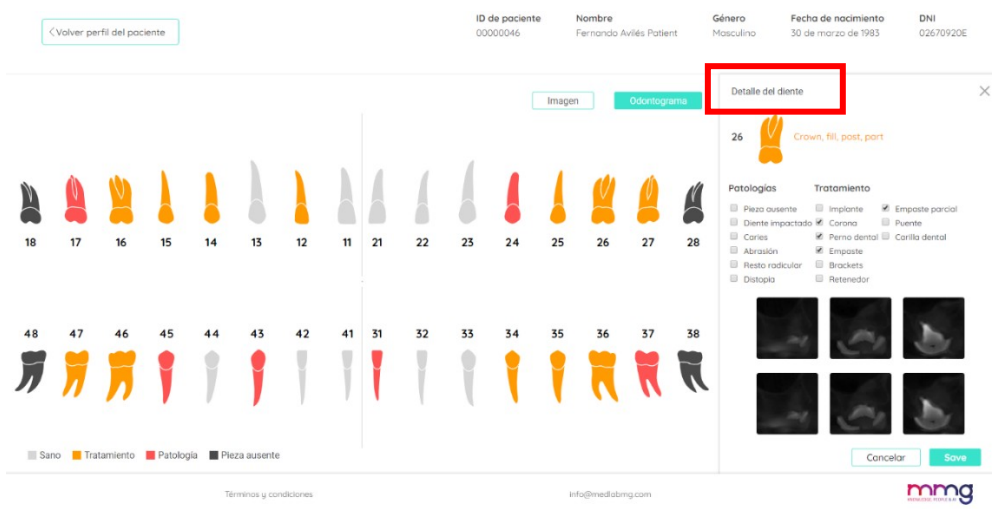 ID de paciente Nombre Género Fecha de nacimiento DNI
< Volver perfil del paciente 00000046 Fernando Avilés Patient Masculino 30 de marzo de 1983 02670920E
Imagen Odontograma
18 17 16 15 14 13 12 11 21 22 23 24 25 26 27 28
48 47 46 45 44 43 42 41 31 32 33 34 35 36 37 38
Sano Tratamiento Patología Pieza ausente
Detalle del diente
26 Crown, fill, post, part
Patologías Tratamiento
Pieza ausente Implante Empaste parcial
Diente impactado Corona Puente
Caries Perno dental Carilla dental
Abrasión Empaste
Resto radicular Brackets
Distopia Retenedor
Cancelar Save
Términos y condiciones info@medlabmg.com mmg